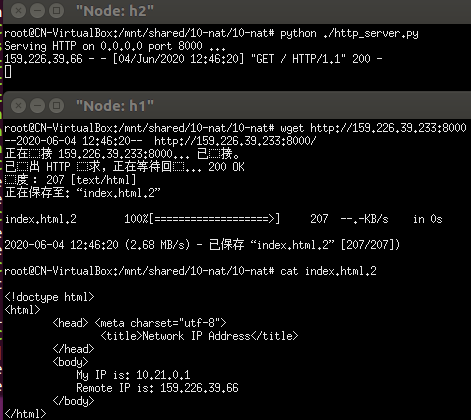 "Node: h2"
root@CN-VirtualBox:/mnt/shared/10-nat/10-nat# python ./http_server.py
Serving HTTP on 0.0.0.0 port 8000 ...
159.226.39.66 - - [04/Jun/2020 12:46:20] "GET / HTTP/1.1" 200 -
"Node: h1"
root@CN-VirtualBox:/mnt/shared/10-nat/10-nat# wget http://159.226.39.233:8000
--2020-06-04 12:46:20--  http://159.226.39.233:8000/
正在接 159.226.39.233:8000... 已接。
已出 HTTP 求，正在等待回... 200 OK
度： 207 [text/html]
正在保存至: “index.html.2”
index.html.2 100%[===================>] 207 --.-KB/s in 0s
2020-06-04 12:46:20 (2.68 MB/s) - 已保存 “index.html.2” [207/207])
root@CN-VirtualBox:/mnt/shared/10-nat/10-nat# cat index.html.2
<!doctype html>
<html>
<head> <meta charset="utf-8">
<title>Network IP Address</title>
</head>
<body>
My IP is: 10.21.0.1
Remote IP is: 159.226.39.66
</body>
</html>